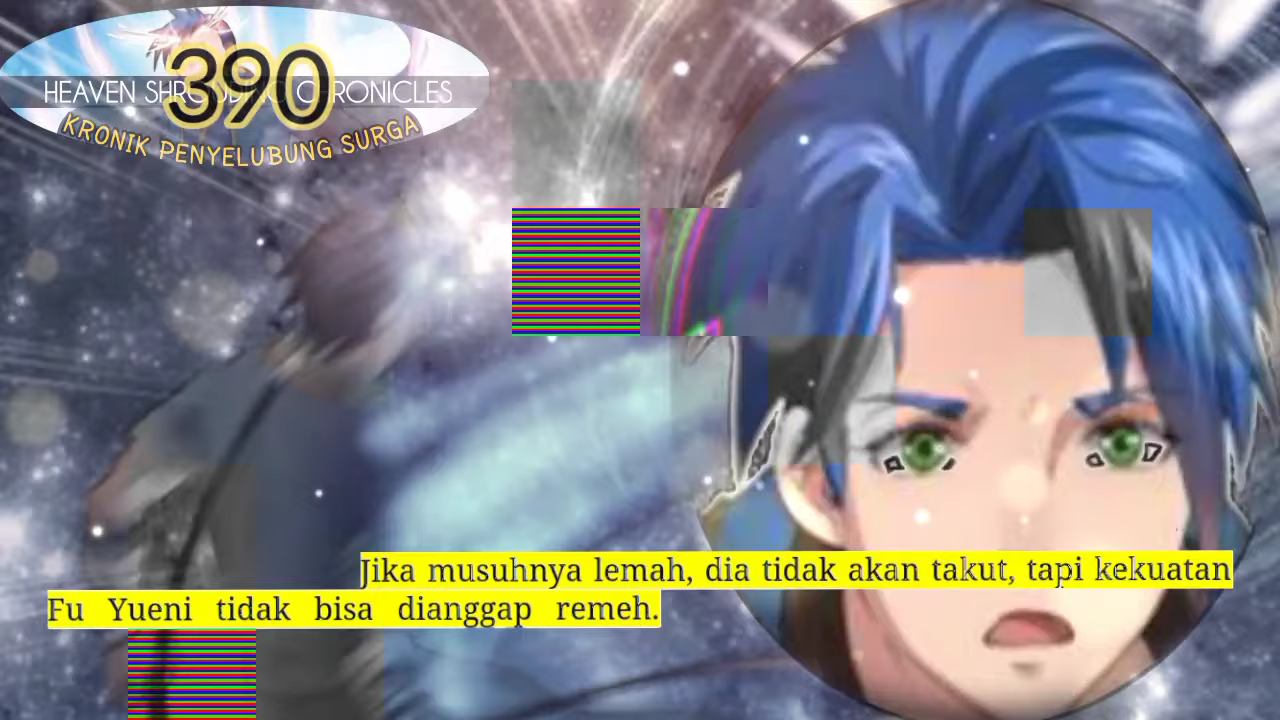 390
HEAVEN SHROUDING CHRONICLES
KRONIK PENYELUBUNG SURGA
Jika musuhnya lemah, dia tidak akan takut, tapi kekuatan
Fu Yueni tidak bisa dianggap remeh.